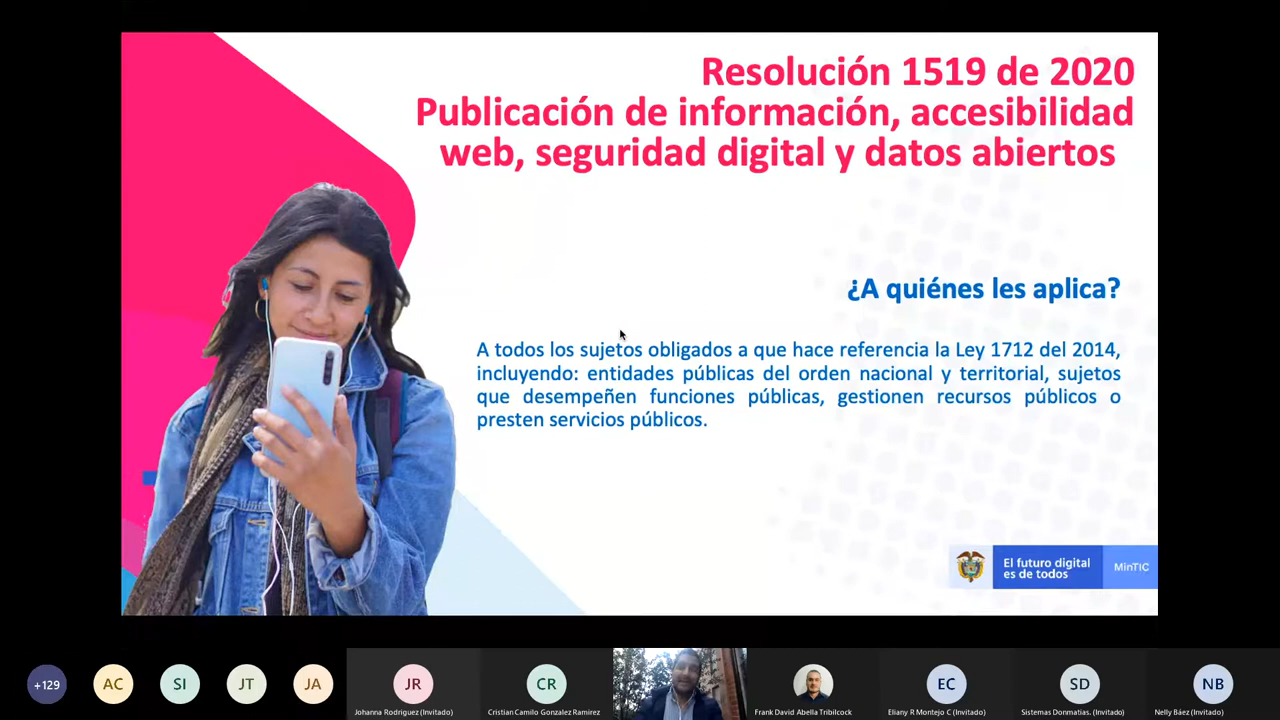 Resolución 1519 de 2020
Publicación de información, accesibilidad
web, seguridad digital y datos abiertos
¿A quiénes les aplica?
A todos los sujetos obligados a que hace referencia la Ley 1712 del 2014,
incluyendo: entidades públicas del orden nacional y territorial, sujetos
que desempeñen funciones públicas, gestionen recursos públicos o
presten servicios públicos.
El futuro digital
es de todos
MinTIC
+129
AC
SI
JT
JA
JR
CR
EC
SD
NB
Johanna Rodriguez (Invitado)
Cristian Camilo Gonzalez Ramirez
Frank David Abella Tribilcock
Eliany R Montejo C (Invitado)
Sistemas Donmatias. (Invitado)
Nelly Báez (Invitado)